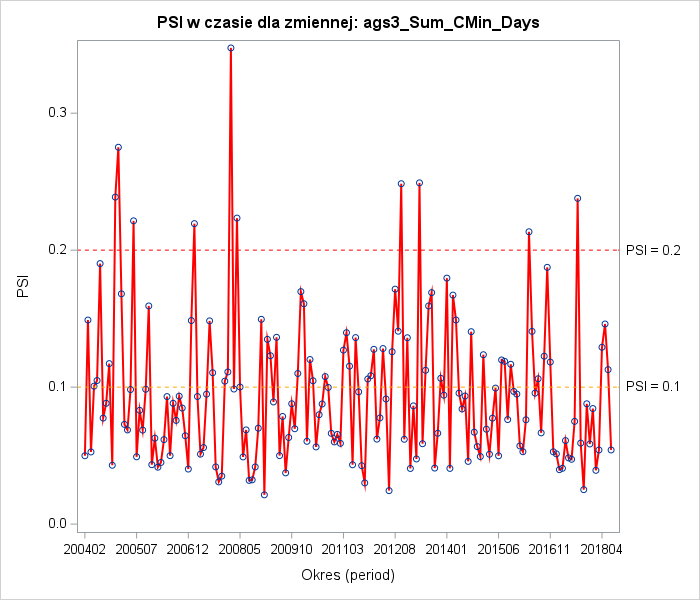 PSI w czasie dla zmiennej: ags3_Sum_CMin_Days
0.3
0.2
PSI = 0.2
PSI
0.1
PSI = 0.1
0.0
200402 200507 200612 200805 200910 201103 201208 201401 201506 201611 201804
Okres (period)